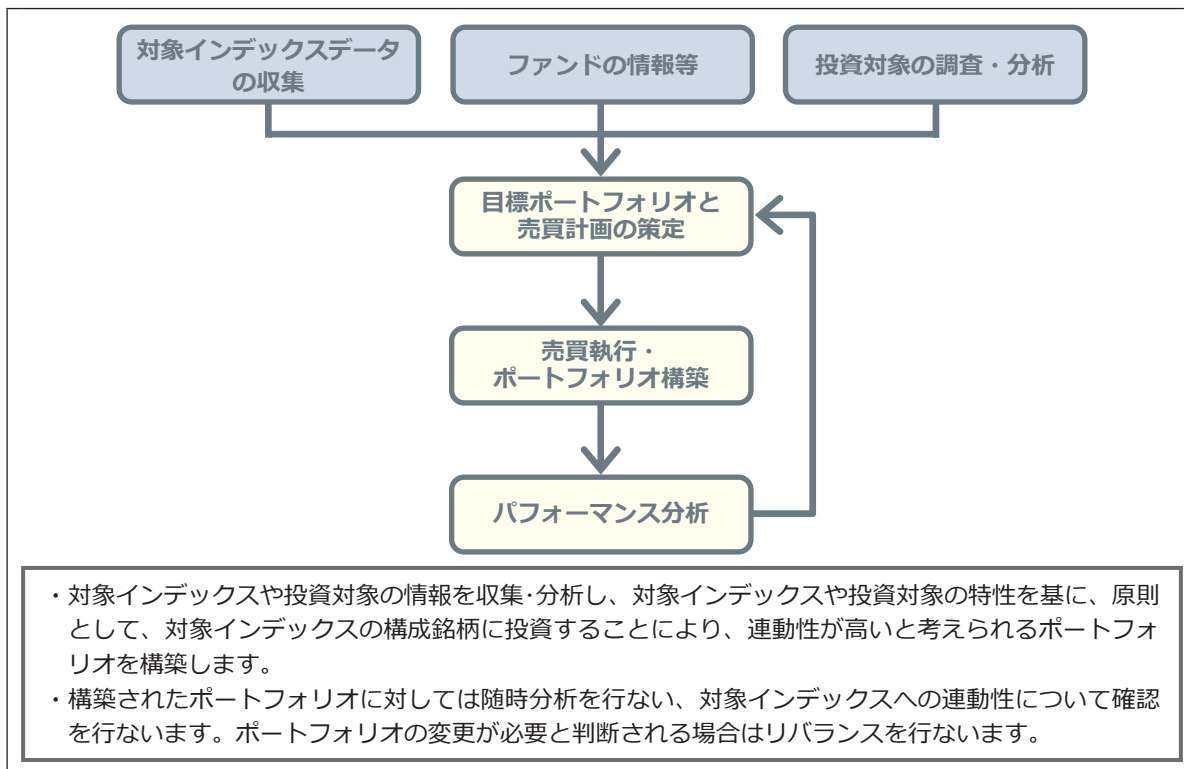 対象インデックスデータ
の収集
ファンドの情報等
投資対象の調査・分析
目標ポートフォリオと
売買計画の策定
売買執行・
ポートフォリオ構築
パフォーマンス分析
・対象インデックスや投資対象の情報を収集･分析し、対象インデックスや投資対象の特性を基に、原則
として、対象インデックスの構成銘柄に投資することにより、連動性が高いと考えられるポートフォ
リオを構築します。
・構築されたポートフォリオに対しては随時分析を行ない、対象インデックスへの連動性について確認
を行ないます。ポートフォリオの変更が必要と判断される場合はリバランスを行ないます。